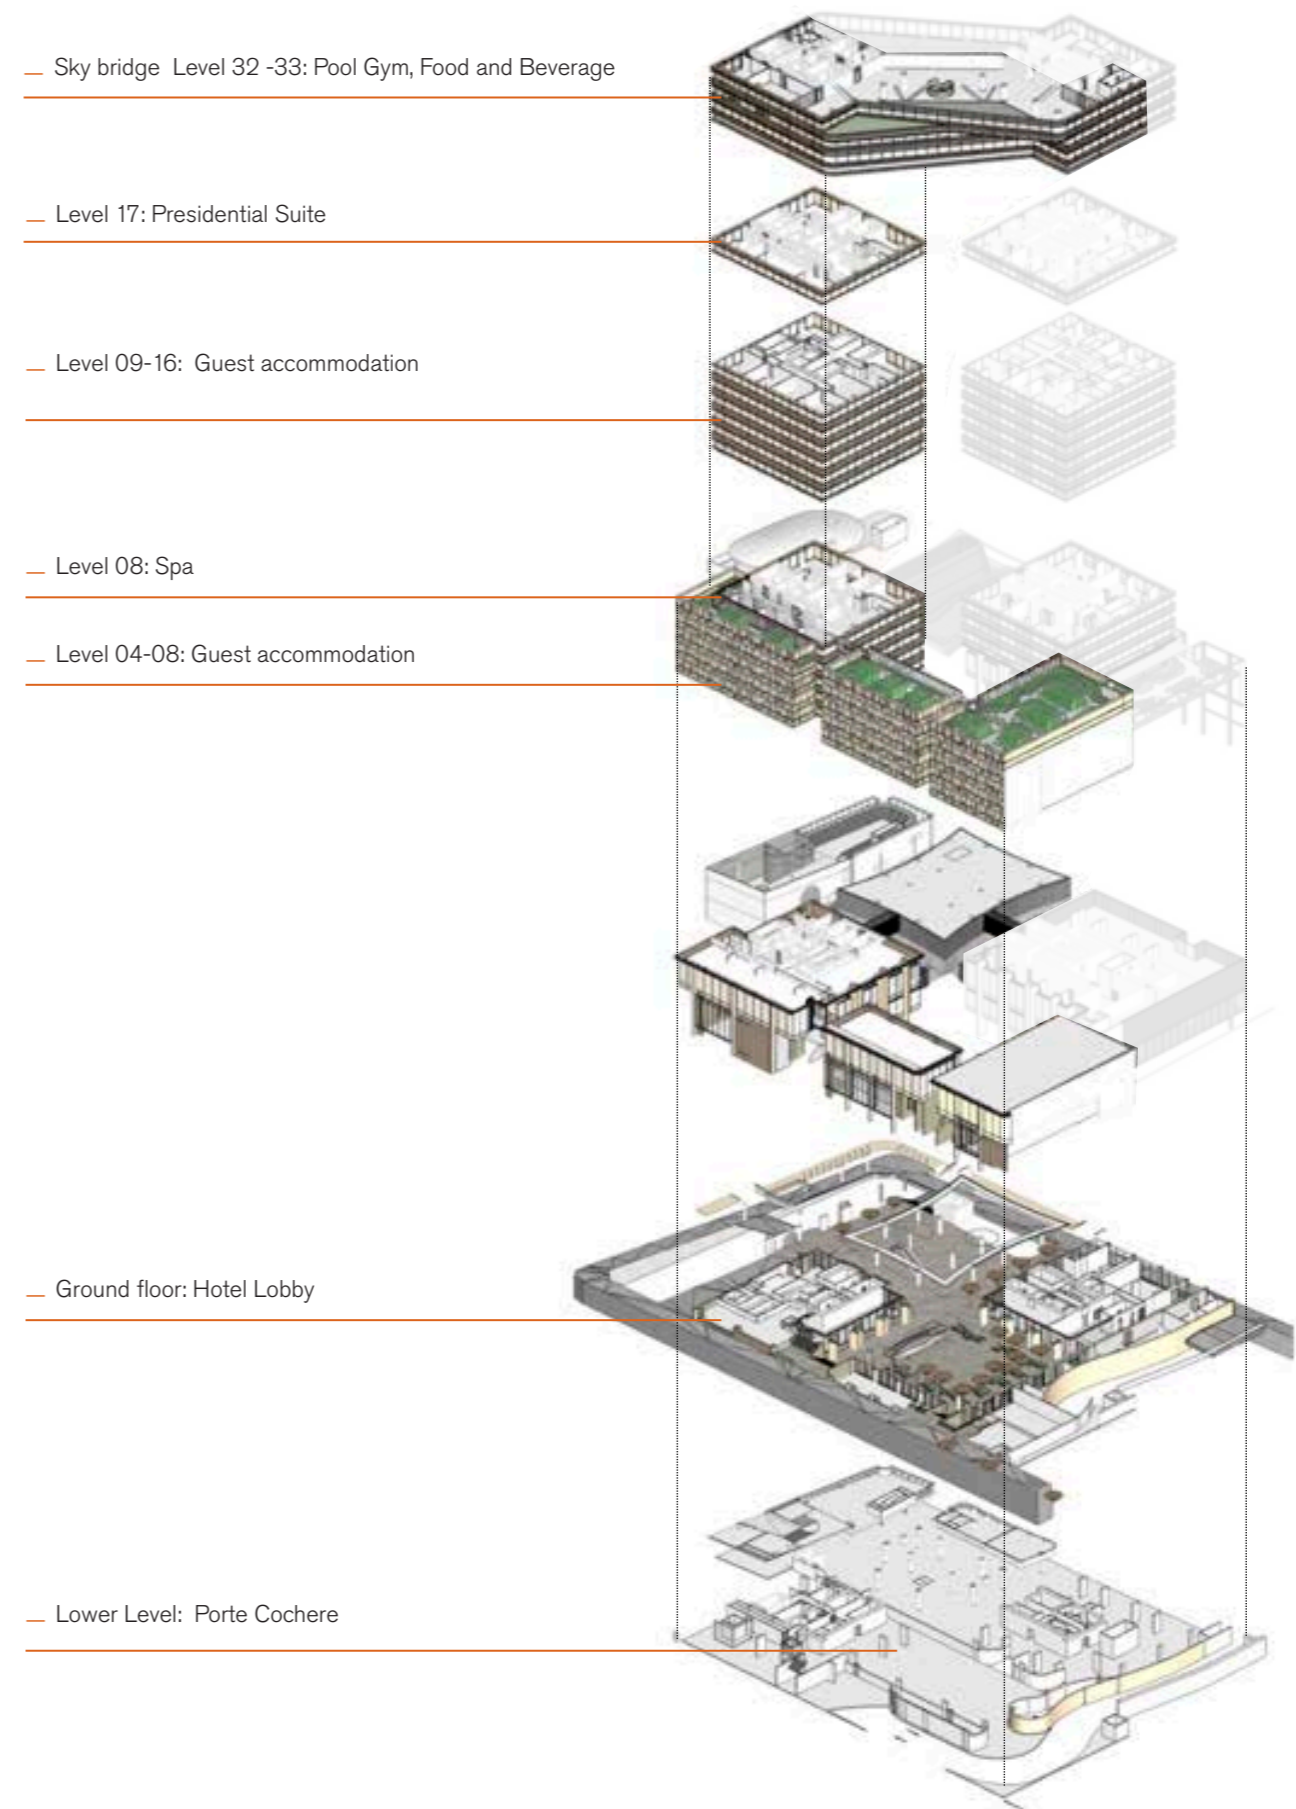 Sky bridge Level 32 -33: Pool Gym, Food and Beverage
Level 17: Presidential Suite
Level 09-16: Guest accommodation
Level 08: Spa
Level 04-08: Guest accommodation
Ground floor: Hotel Lobby
Lower Level: Porte Cochere